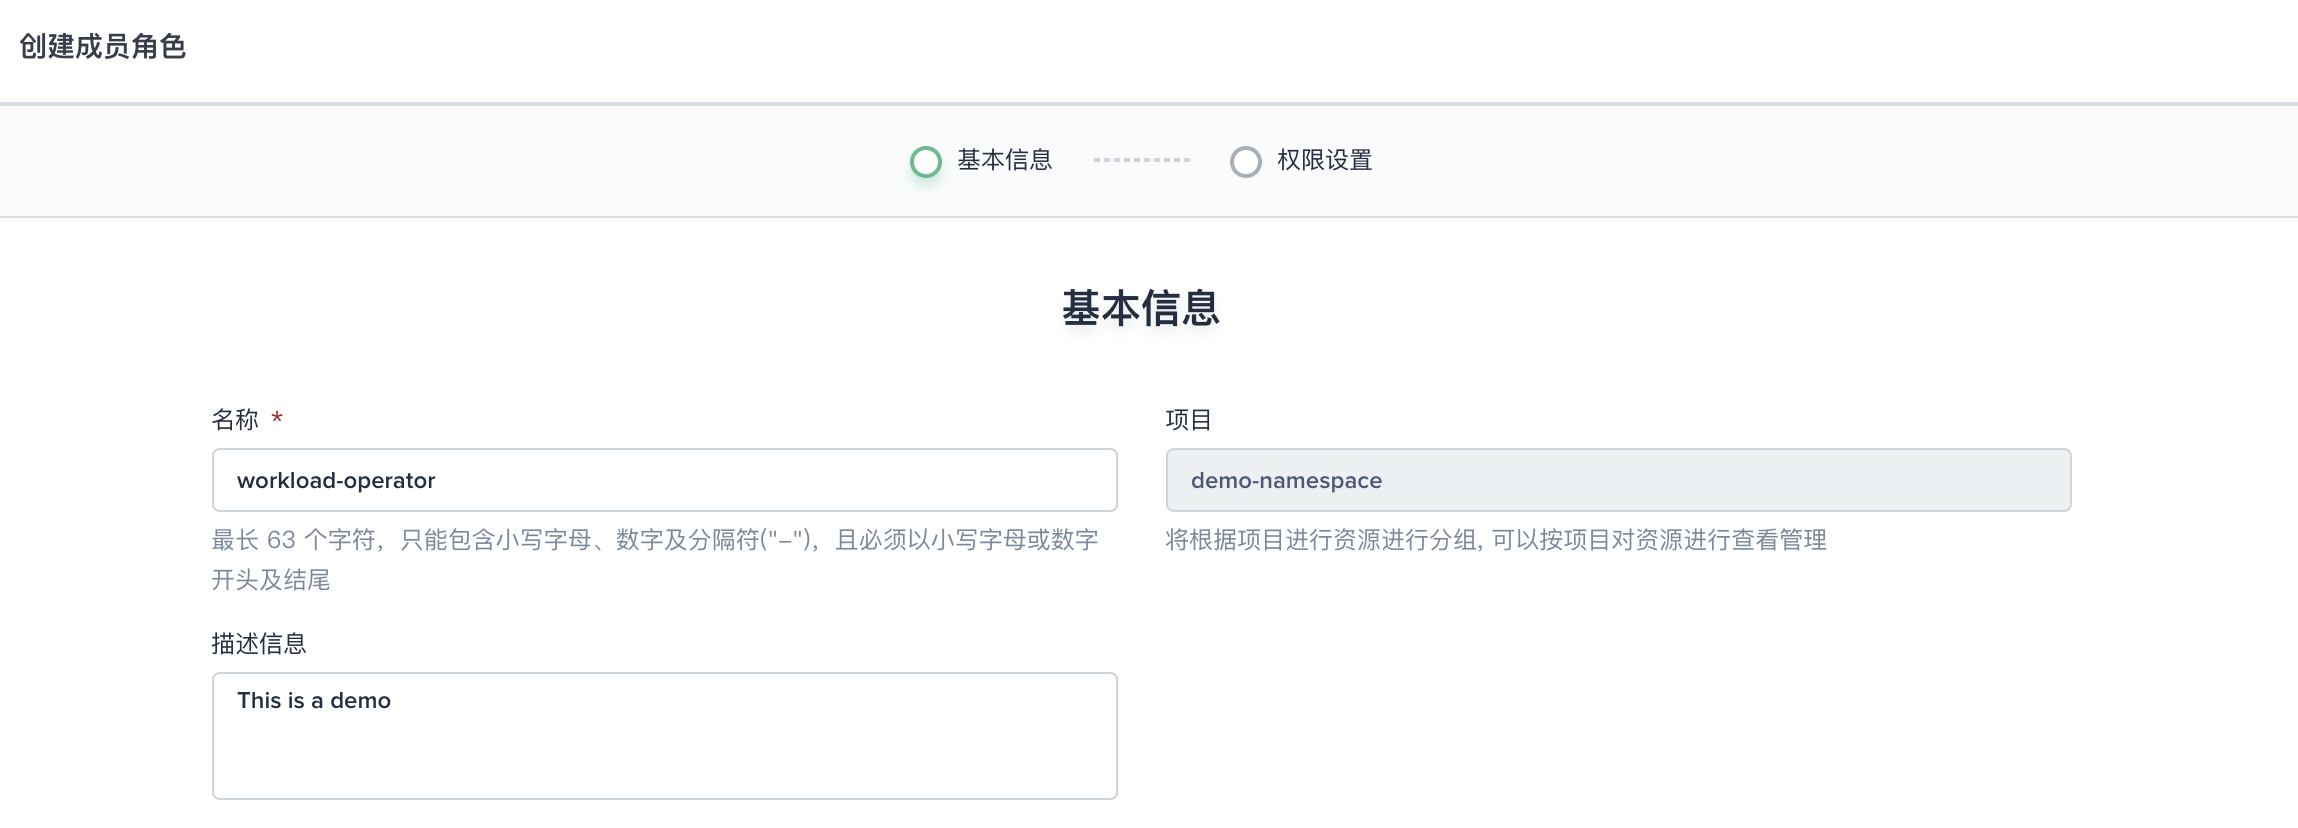 创建成员角色
基本信息
权限设置
基本信息
名称 *
workload-operator
最长 63 个字符，只能包含小写字母、数字及分隔符("-")，且必须以小写字母或数字
开头及结尾
项目
demo-namespace
将根据项目进行资源进行分组, 可以按项目对资源进行查看管理
描述信息
This is a demo